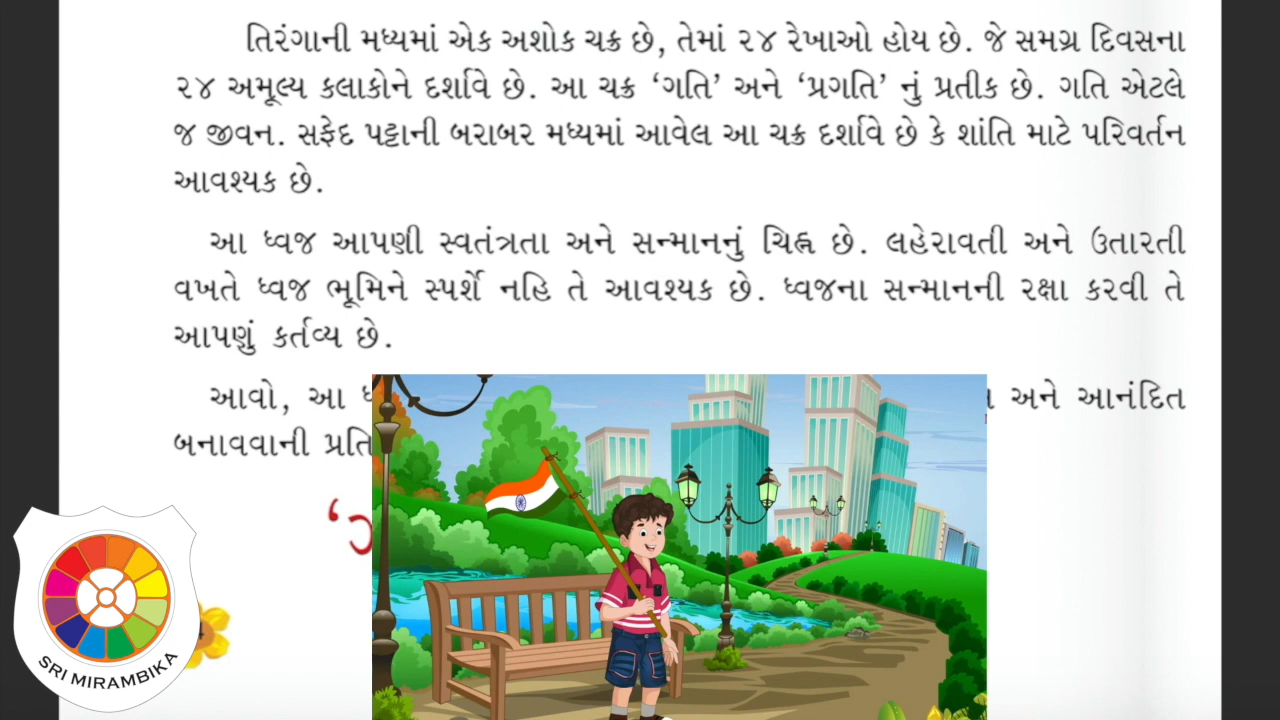 તિરંગાની મધ્યમાં એક અશોક ચક્ર છે, તેમાં ૨૪ રેખાઓ હોય છે. જે સમગ્ર દિવસના
૨૪ અમૂલ્ય કલાકોને દર્શાવે છે. આ ચક્ર ‘ગતિ’ અને ‘પ્રગતિ’ નું પ્રતીક છે. ગતિ એટલે
જ જીવન. સફેદ પટ્ટાની બરાબર મધ્યમાં આવેલ આ ચક્ર દર્શાવે છે કે શાંતિ માટે પરિવર્તન
આવશ્યક છે.
આ ધ્વજ આપણી સ્વતંત્રતા અને સન્માનનું ચિહ્ન છે. લહેરાવતી અને ઉતારતી
વખતે ધ્વજ ભૂમિને સ્પર્શે નહિ તે આવશ્યક છે. ધ્વજના સન્માનની રક્ષા કરવી તે
આપણું કર્તવ્ય છે.
આવો, આ અને આનંદિત
બનાવવાની
SRI MIRAMBIKA